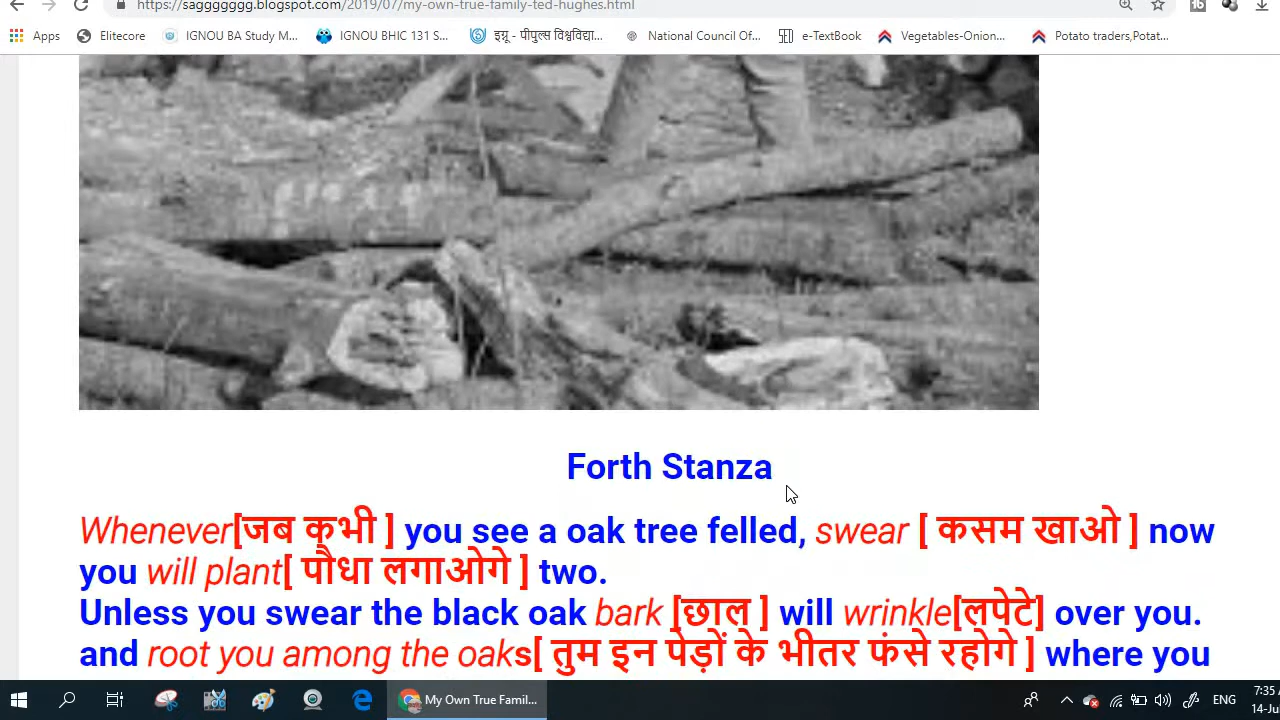 https://sagggggg.blogspot.com/2019/07/my-own-true-family-ted-hughes.html
Apps Elitecore IGNOU BA Study M... IGNOU BHIC 131 S... इग्नू - पीपुल्स विश्वविद्या... National Council Of... e-TextBook Vegetables-Onion... Potato traders,Potat...
Forth Stanza
Whenever[जब कभी ] you see a oak tree felled, swear [ कसम खाओ ] now
you will plant[ पौधा लगाओगे ] two.
Unless you swear the black oak bark [छाल ] will wrinkle[लपेटे] over you.
and root you among the oaks[ तुम इन पेड़ों के भीतर फंसे रहोगे ] where you
My Own True Famil... ENG 7:35
14-Ju